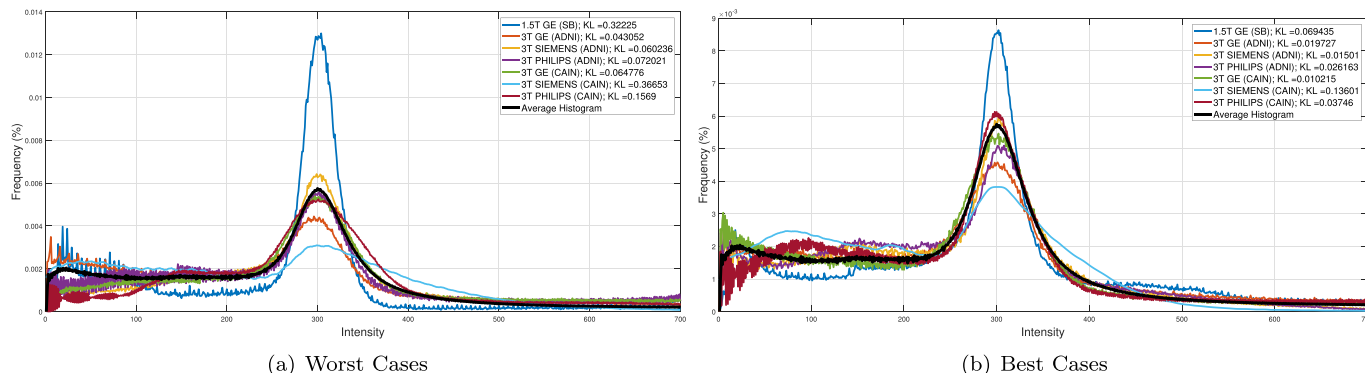 0.014
0.012
0.01
0.008
0.006
0.004
0.002
0
Frequency (%)
0 100 200 300 400 500 600 700
Intensity
1.5T GE (SB); KL =0.32225
3T GE (ADNI); KL =0.043052
3T SIEMENS (ADNI); KL =0.060236
3T PHILIPS (ADNI); KL =0.072021
3T GE (CAIN); KL =0.064776
3T SIEMENS (CAIN); KL =0.36653
3T PHILIPS (CAIN); KL =0.1569
Average Histogram
(a) Worst Cases
×10⁻³
9
8
7
6
5
4
3
2
1
0
Frequency (%)
0 100 200 300 400 500 600 700
Intensity
1.5T GE (SB); KL =0.069435
3T GE (ADNI); KL =0.019727
3T SIEMENS (ADNI); KL =0.01501
3T PHILIPS (ADNI); KL =0.026163
3T GE (CAIN); KL =0.010215
3T SIEMENS (CAIN); KL =0.13601
3T PHILIPS (CAIN); KL =0.03746
Average Histogram
(b) Best Cases